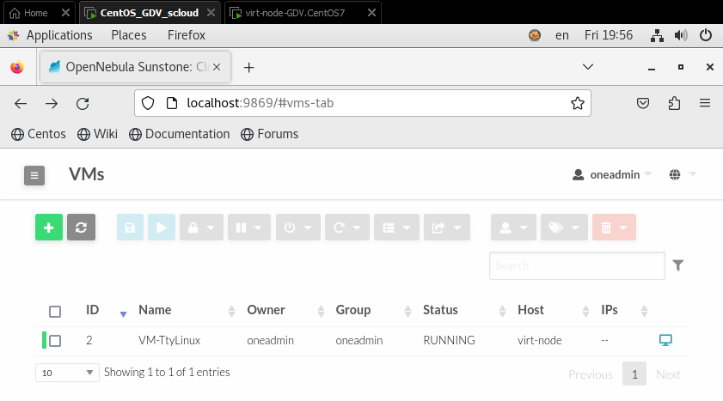 Home CentOS_GDV_scloud virt-node-GDV.CentOS7
Applications Places Firefox en Fri 19:56
OpenNebula Sunstone: Clo
localhost:9869/#vms-tab
Centos Wiki Documentation Forums
VMs oneadmin
Search
ID Name Owner Group Status Host IPs
2 VM-TtyLinux oneadmin oneadmin RUNNING virt-node --
10 Showing 1 to 1 of 1 entries Previous 1 Next